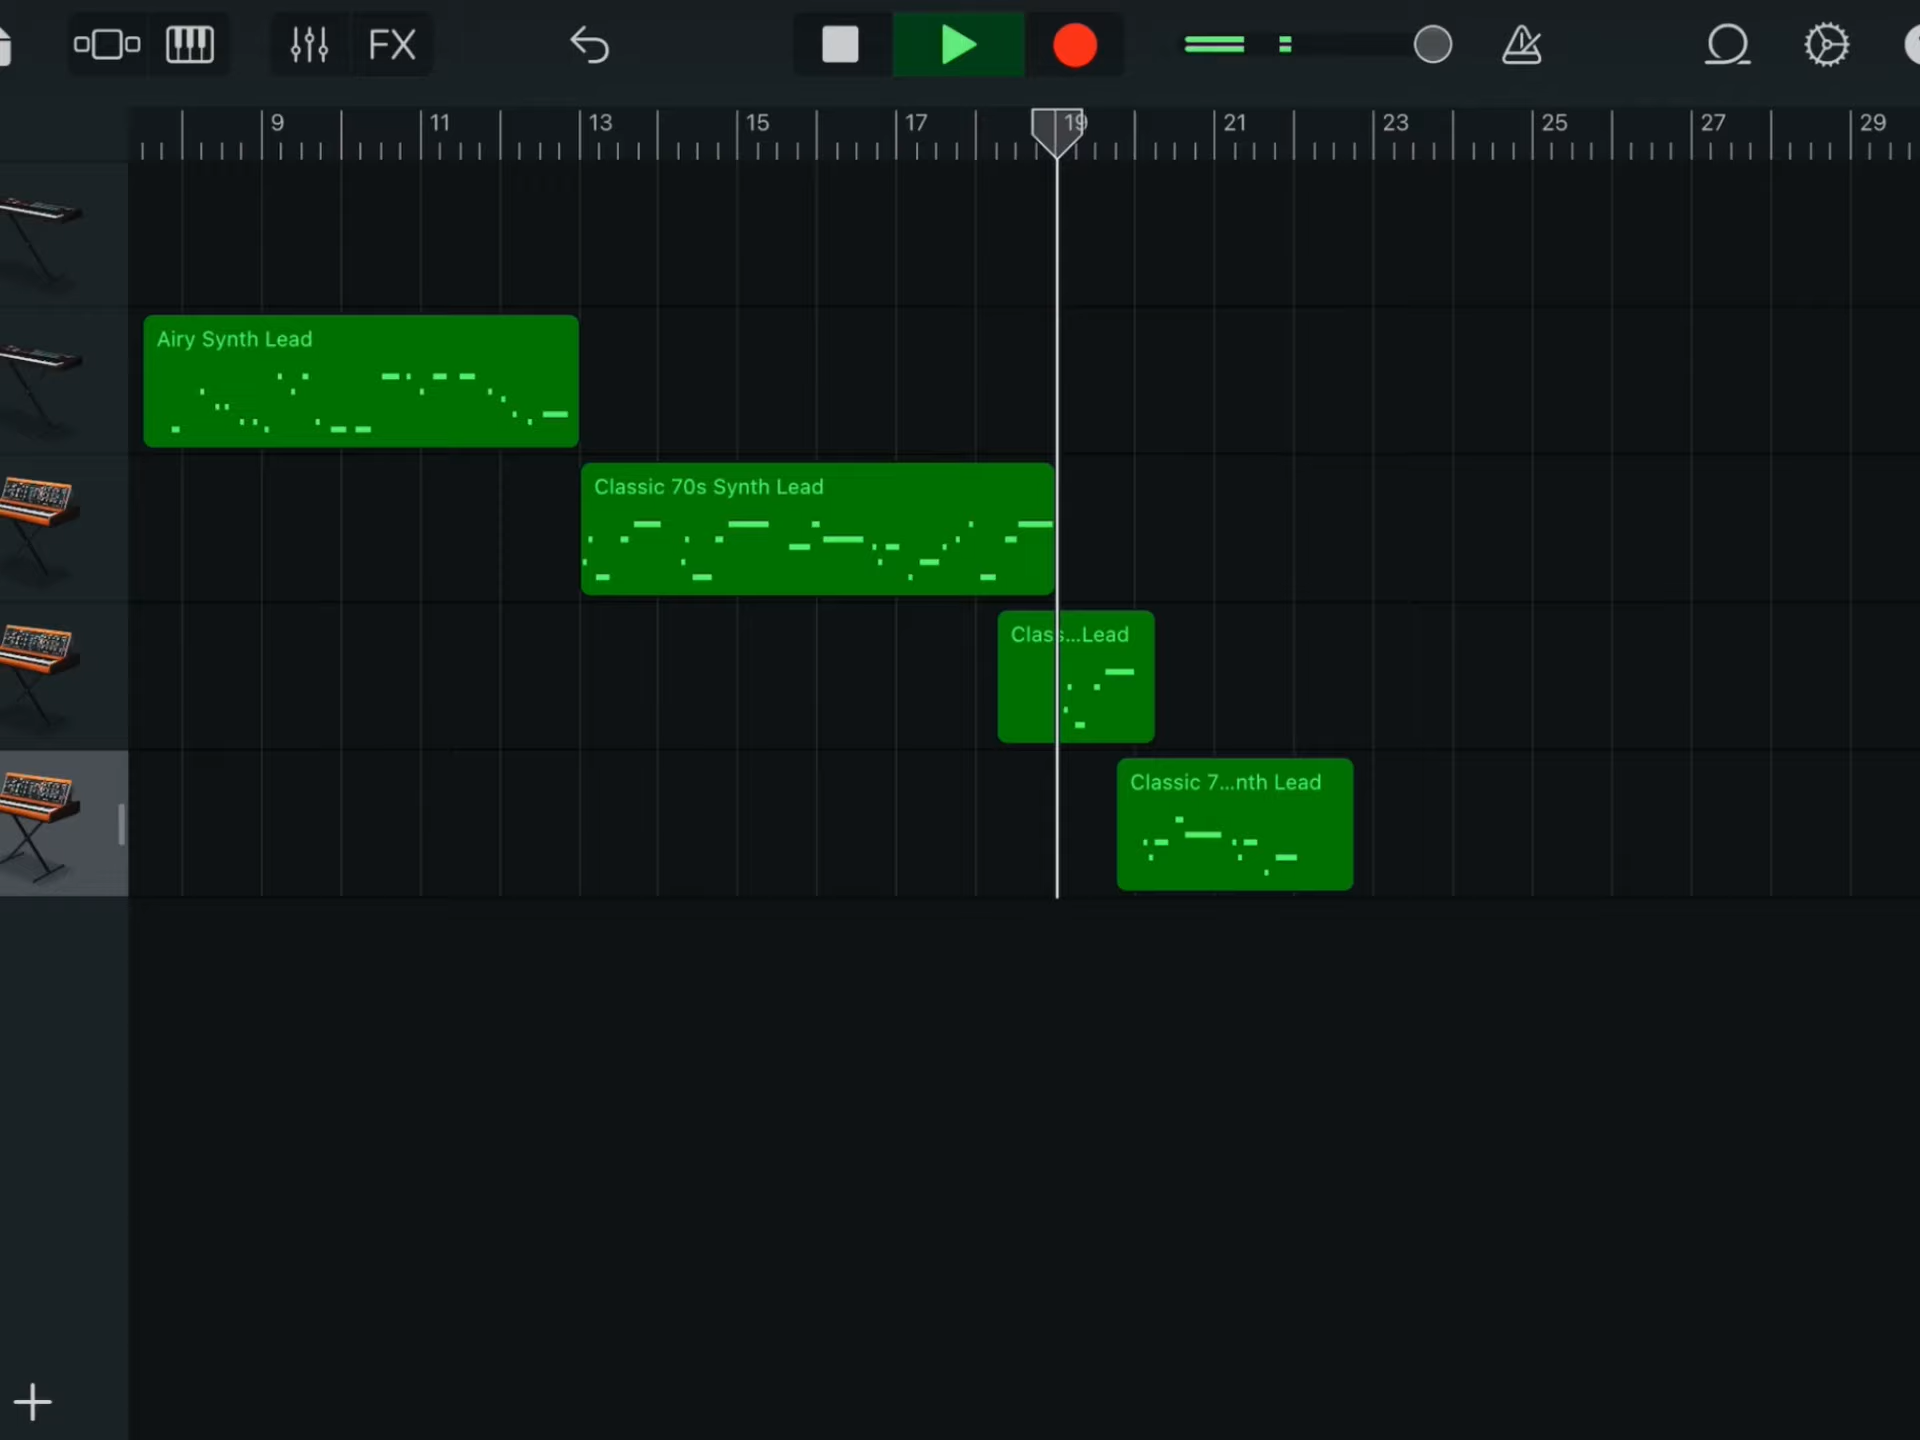 FX
9 11 13 15 17 19 21 23 25 27 29
Airy Synth Lead
Classic 70s Synth Lead
Class...Lead
Classic 7...nth Lead